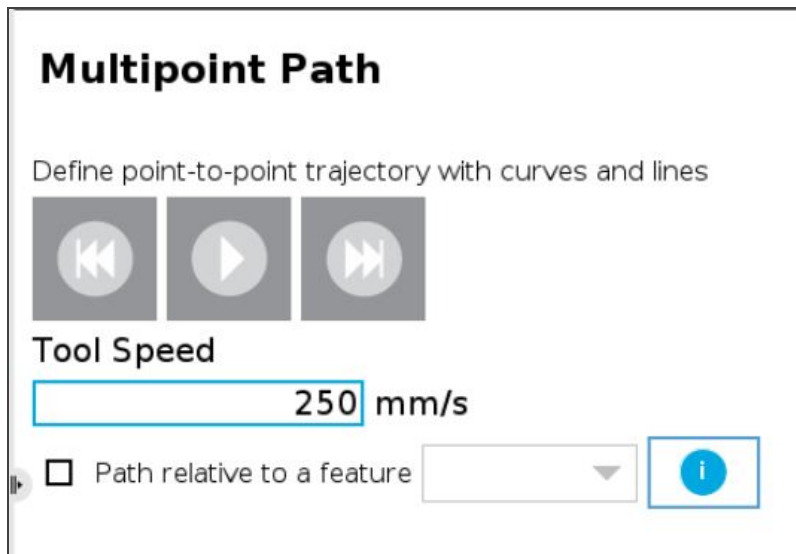 Multipoint Path
Define point-to-point trajectory with curves and lines
Tool Speed
250 mm/s
Path relative to a feature
i